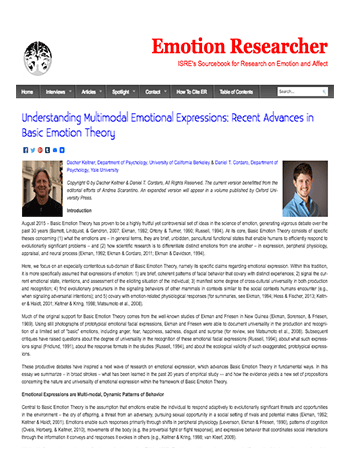 Emotion Researcher
ISRE's Sourcebook for Research on Emotion and Affect
Home Interviews Articles Spotlight Contact How To Cite ER Table of Contents Search...
Understanding Multimodal Emotional Expressions: Recent Advances in
Basic Emotion Theory
Dacher Keltner, Department of Psychology, University of California Berkeley & Daniel T. Cordaro, Department of
Psychology, Yale University
Copyright © by Dacher Keltner & Daniel T. Cordaro, All Rights Reserved. The current version benefitted from the
editorial efforts of Andrea Scarantino. An expanded version will appear in a volume published by Oxford Uni-
versity Press.
Introduction
August 2015 – Basic Emotion Theory has proven to be a highly fruitful yet controversial set of ideas in the science of emotion, generating vigorous debate over the
past 30 years (Barrett, Lindquist, & Gendron, 2007; Ekman, 1992; Ortony & Turner, 1990; Russell, 1994). At its core, Basic Emotion Theory consists of specific
theses concerning (1) what the emotions are – in general terms, they are brief, unbidden, pancultural functional states that enable humans to efficiently respond to
evolutionarily significant problems – and (2) how scientific research is to differentiate distinct emotions from one another – in expression, peripheral physiology,
appraisal, and neural process (Ekman, 1992; Ekman & Cordaro, 2011; Ekman & Davidson, 1994).
Here, we focus on an especially contentious sub-domain of Basic Emotion Theory, namely its specific claims regarding emotional expression. Within this tradition,
it is more specifically assumed that expressions of emotion: 1) are brief, coherent patterns of facial behavior that covary with distinct experiences; 2) signal the cur-
rent emotional state, intentions, and assessment of the eliciting situation of the individual; 3) manifest some degree of cross-cultural universality in both production
and recognition; 4) find evolutionary precursors in the signaling behaviors of other mammals in contexts similar to the social contexts humans encounter (e.g.,
when signaling adversarial intentions); and 5) covary with emotion-related physiological responses (for summaries, see Ekman, 1994; Hess & Fischer, 2013; Keltn-
er & Haidt, 2001; Keltner & Kring, 1998; Matsumoto et al., 2008).
Much of the original support for Basic Emotion Theory comes from the well-known studies of Ekman and Friesen in New Guinea (Ekman, Sorenson, & Friesen,
1969). Using still photographs of prototypical emotional facial expressions, Ekman and Friesen were able to document universality in the production and recogni-
tion of a limited set of "basic" emotions, including anger, fear, happiness, sadness, disgust and surprise (for review, see Matsumoto et al., 2008). Subsequent
critiques have raised questions about the degree of universality in the recognition of these emotional facial expressions (Russell, 1994), about what such expres-
sions signal (Fridlund, 1991), about the response formats in the studies (Russell, 1994), and about the ecological validity of such exaggerated, prototypical expres-
sions.
These productive debates have inspired a next wave of research on emotional expression, which advances Basic Emotion Theory in fundamental ways. In this
essay we summarize – in broad strokes – what has been learned in the past 20 years of empirical study — and how the evidence yields a new set of propositions
concerning the nature and universality of emotional expression within the framework of Basic Emotion Theory.
Emotional Expressions are Multi-modal, Dynamic Patterns of Behavior
Central to Basic Emotion Theory is the assumption that emotions enable the individual to respond adaptively to evolutionarily significant threats and opportunities
in the environment – the cry of offspring, a threat from an adversary, pursuing sexual opportunity in a social setting of rivals and potential mates (Ekman, 1992;
Keltner & Haidt, 2001). Emotions enable such responses primarily through shifts in peripheral physiology (Levenson, Ekman & Friesen, 1990), patterns of cognition
(Oveis, Horberg, & Keltner, 2010), movements of the body (e.g. the proverbial fight or flight responses), and expressive behavior that coordinates social interactions
through the information it conveys and responses it evokes in others (e.g., Keltner & Kring, 1998; van Kleef, 2009).